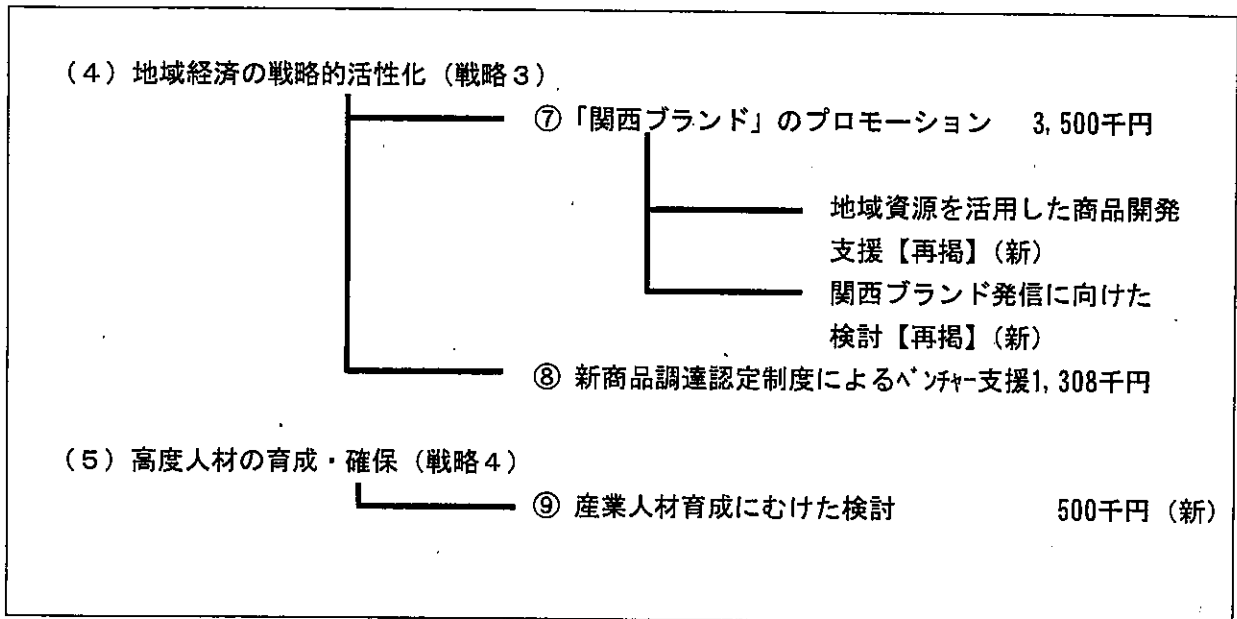 （４）地域経済の戦略的活性化（戦略３）
⑦「関西ブランド」のプロモーション　3,500千円
地域資源を活用した商品開発
支援【再掲】（新）
関西ブランド発信に向けた
検討【再掲】（新）
⑧ 新商品調達認定制度によるﾍﾞﾝﾁｬｰ支援1,308千円
（５）高度人材の育成・確保（戦略４）
⑨ 産業人材育成にむけた検討　500千円（新）